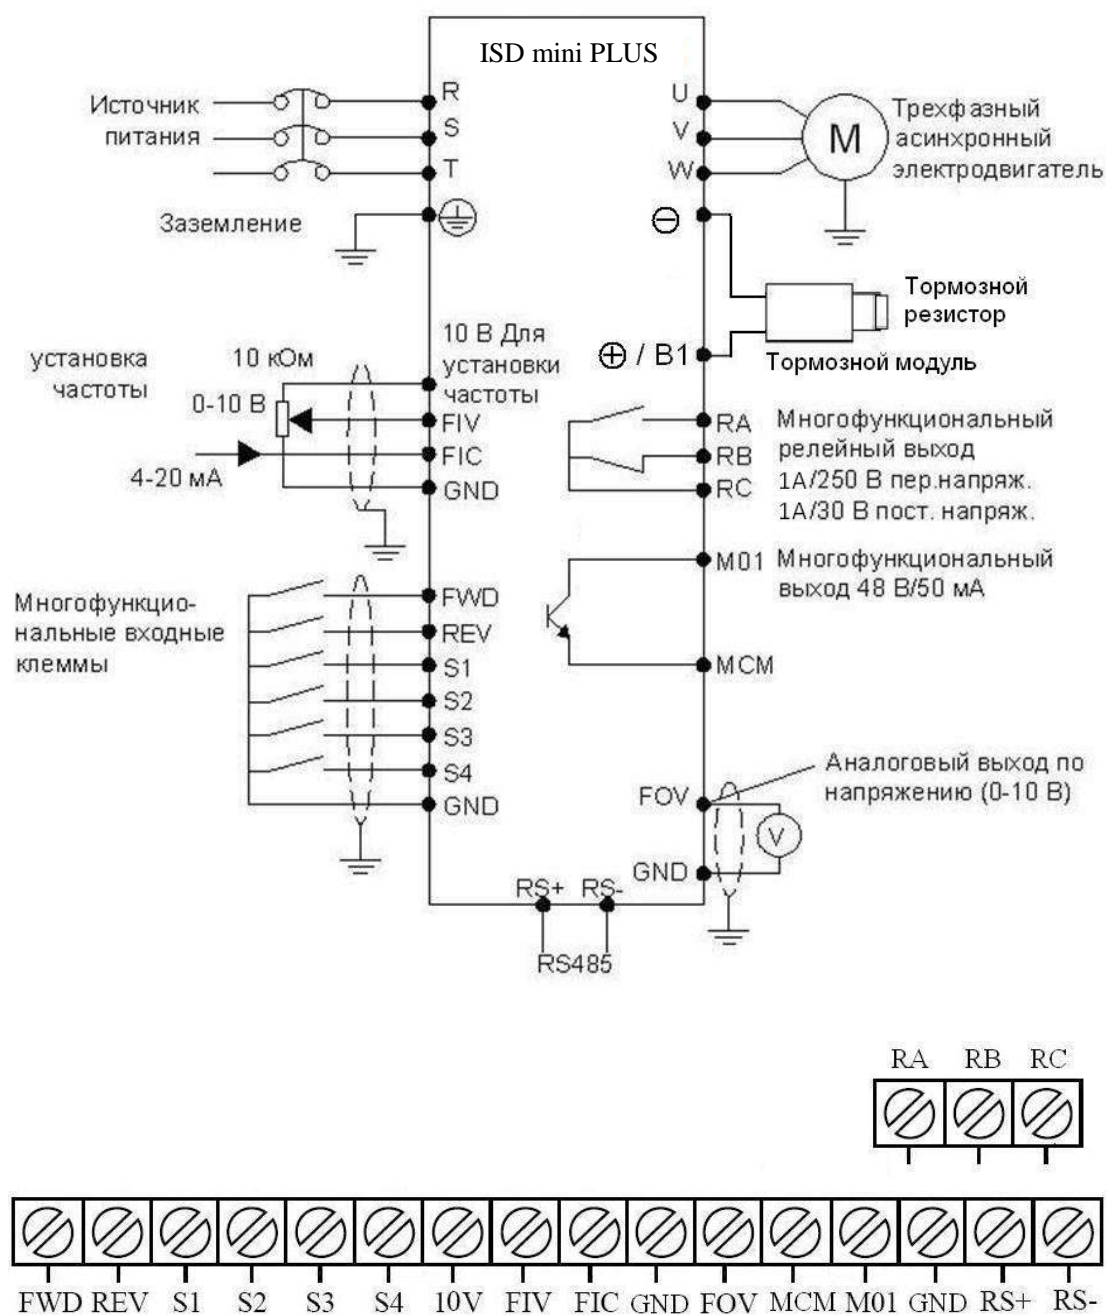 ISD mini PLUS
Источник
питания
R
S
T
Заземление
U
V
W
M
Трехфазный
асинхронный
электродвигатель
Тормозной
резистор
Тормозной модуль
⊖
⊕ / B1
установка
частоты
10 кОм
0-10 В
4-20 мА
10 В Для
установки
частоты
FIV
FIC
GND
RA
RB
RC
Многофункциональный
релейный выход
1А/250 В пер.напряж.
1А/30 В пост. напряж.
M01
Многофункциональный
выход 48 В/50 мА
MCM
Многофункцио-
нальные входные
клеммы
FWD
REV
S1
S2
S3
S4
GND
FOV
GND
V
Аналоговый выход по
напряжению (0-10 В)
RS+ RS-
RS485
RA RB RC
FWD REV S1 S2 S3 S4 10V FIV FIC GND FOV MCM M01 GND RS+ RS-